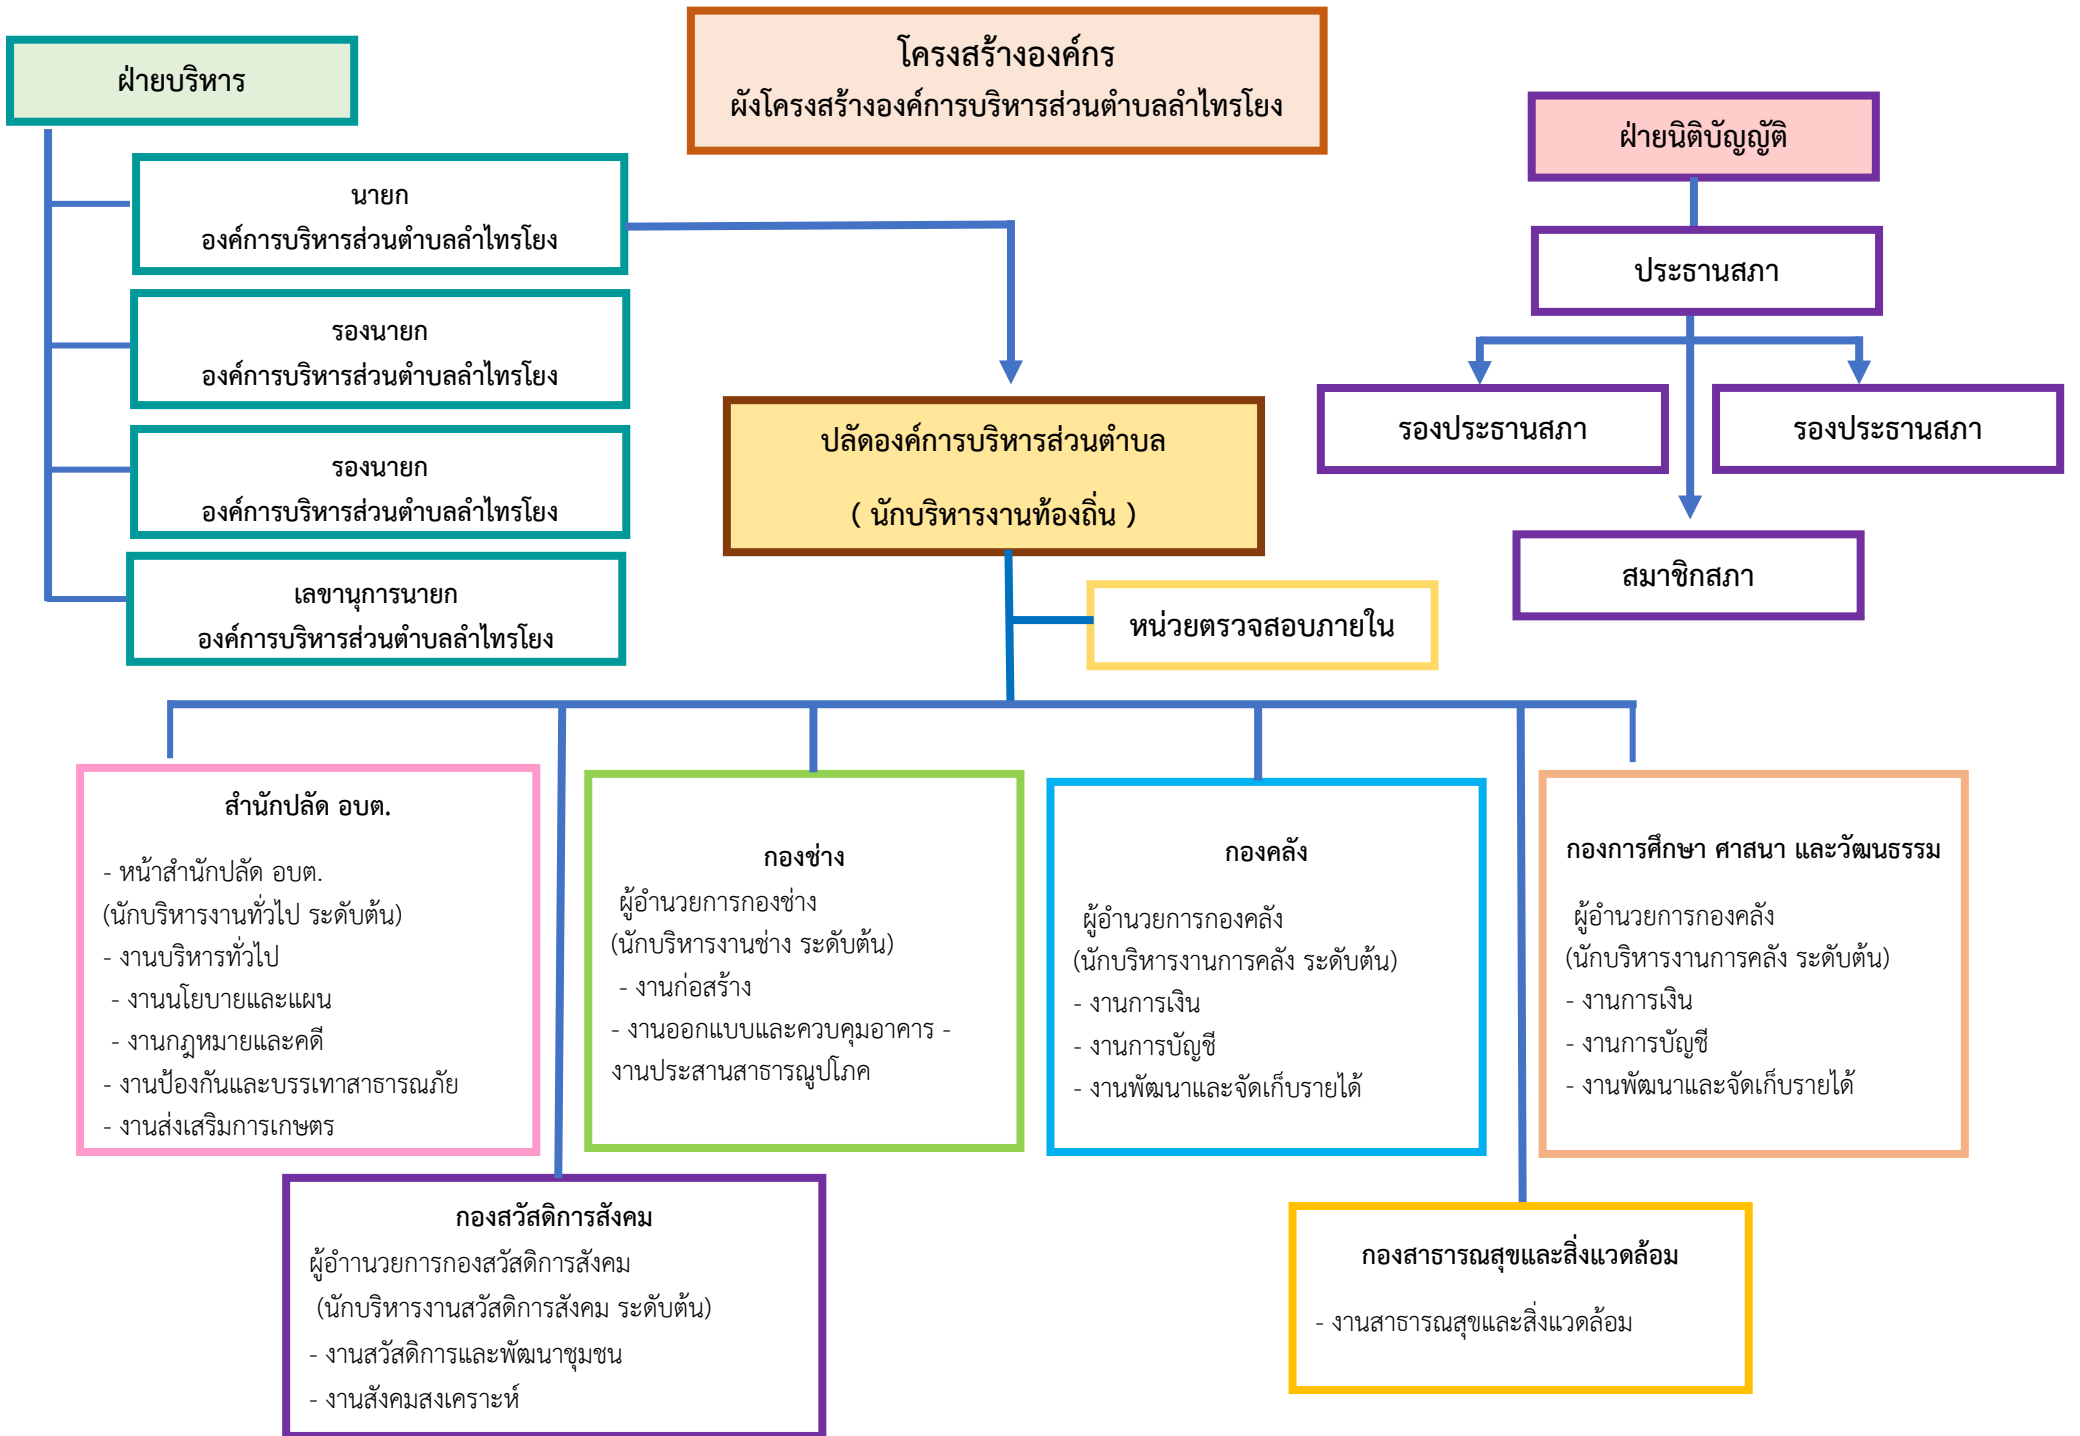 โครงสร้างองค์กร
ผังโครงสร้างองค์การบริหารส่วนตำบลลำไทรโยง
ฝ่ายบริหาร
นายก
องค์การบริหารส่วนตำบลลำไทรโยง
รองนายก
องค์การบริหารส่วนตำบลลำไทรโยง
รองนายก
องค์การบริหารส่วนตำบลลำไทรโยง
เลขานุการนายก
องค์การบริหารส่วนตำบลลำไทรโยง
ฝ่ายนิติบัญญัติ
ประธานสภา
รองประธานสภา
รองประธานสภา
สมาชิกสภา
ปลัดองค์การบริหารส่วนตำบล
( นักบริหารงานท้องถิ่น )
หน่วยตรวจสอบภายใน
สำนักปลัด อบต.
- หน้าสำนักปลัด อบต.
(นักบริหารงานทั่วไป ระดับต้น)
- งานบริหารทั่วไป
- งานนโยบายและแผน
- งานกฎหมายและคดี
- งานป้องกันและบรรเทาสาธารณภัย
- งานส่งเสริมการเกษตร
กองช่าง
ผู้อำนวยการกองช่าง
(นักบริหารงานช่าง ระดับต้น)
- งานก่อสร้าง
- งานออกแบบและควบคุมอาคาร -
งานประสานสาธารณูปโภค
กองคลัง
ผู้อำนวยการกองคลัง
(นักบริหารงานการคลัง ระดับต้น)
- งานการเงิน
- งานการบัญชี
- งานพัฒนาและจัดเก็บรายได้
กองการศึกษา ศาสนา และวัฒนธรรม
ผู้อำนวยการกองคลัง
(นักบริหารงานการคลัง ระดับต้น)
- งานการเงิน
- งานการบัญชี
- งานพัฒนาและจัดเก็บรายได้
กองสวัสดิการสังคม
ผู้อำานวยการกองสวัสดิการสังคม
(นักบริหารงานสวัสดิการสังคม ระดับต้น)
- งานสวัสดิการและพัฒนาชุมชน
- งานสังคมสงเคราะห์
กองสาธารณสุขและสิ่งแวดล้อม
- งานสาธารณสุขและสิ่งแวดล้อม